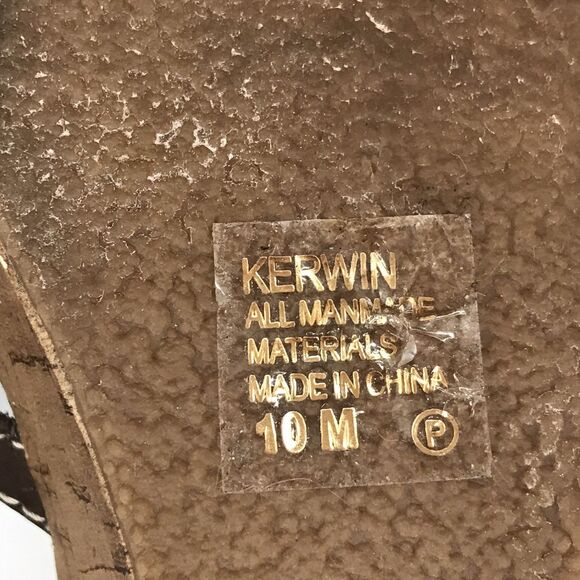 KERWIN
ALL MANMADE
MATERIALS
MADE IN CHINA
10 M P